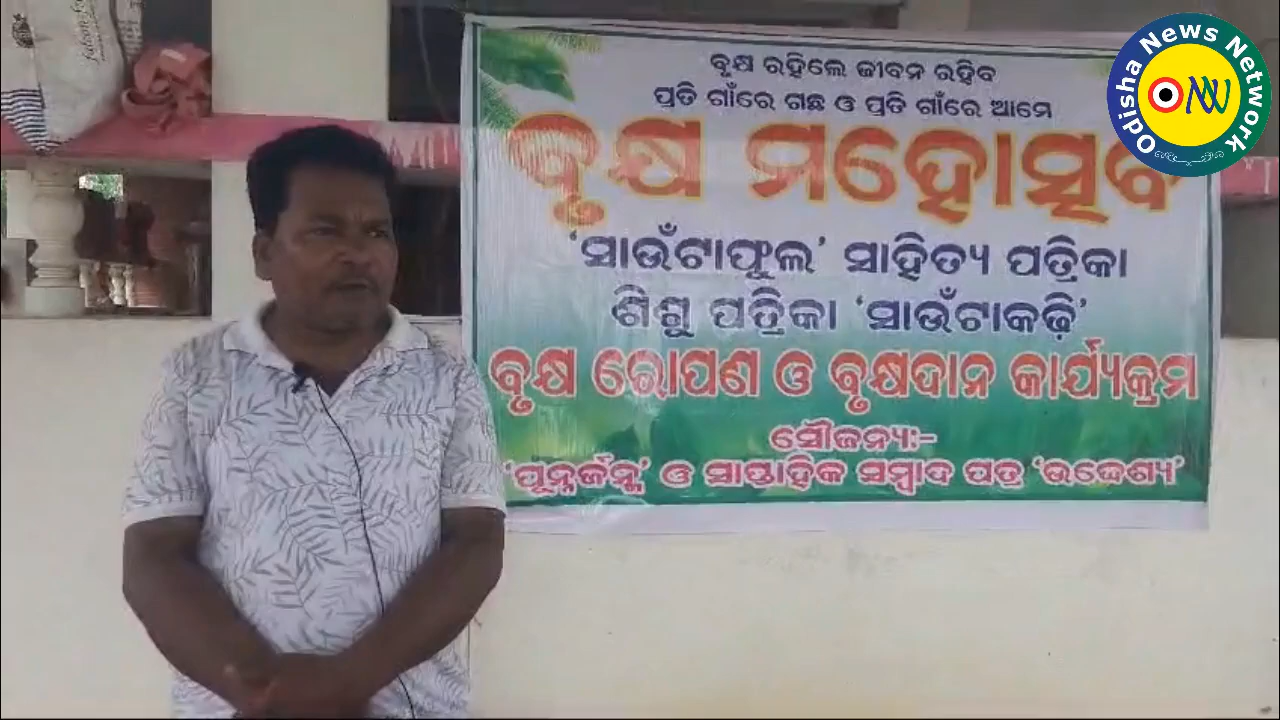 ବୃକ୍ଷ ରହିଲେ ଜୀବନ ରହିବ
ପ୍ରତି ଗାଁରେ ଗଛ ଓ ପ୍ରତି ଗାଁରେ ଆମେ
ବୃକ୍ଷ ମହୋତ୍ସବ
‘ସାଉଁଟାଫୁଲ’ ସାହିତ୍ୟ ପତ୍ରିକା
ଶିଶୁ ପତ୍ରିକା ‘ସାଉଁଟାକଢ଼ି’
ବୃକ୍ଷ ରୋପଣ ଓ ବୃକ୍ଷଦାନ କାର୍ଯ୍ୟକ୍ରମ
ସୌଜନ୍ୟ:-
‘ପୂନ୍ନର୍ଜନ୍ମ’ ଓ ସାପ୍ତାହିକ ସମ୍ବାଦ ପତ୍ର ‘ଉଦ୍ଦେଶ୍ୟ’
Odisha News Network
ONN